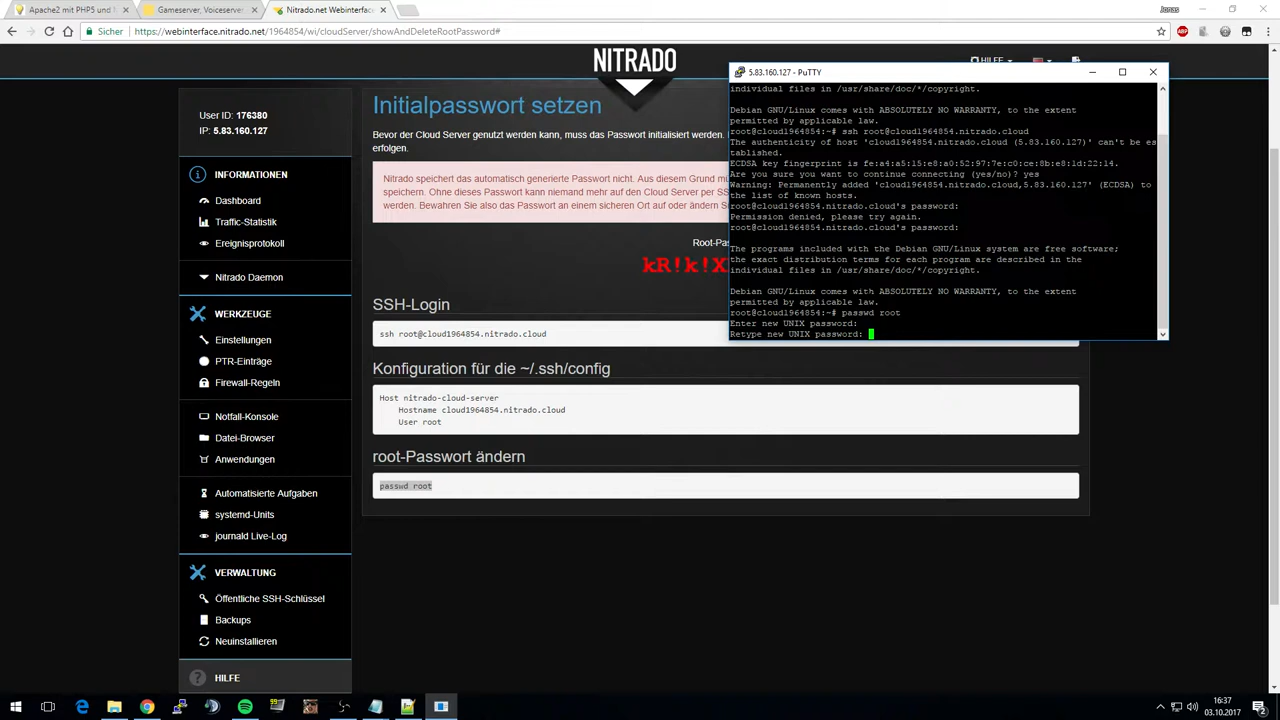 Apache2 mit PHP5 und M
Gameserver, Voiceserver
Nitrado.net Webinterface
Jonas
Sicher
https://webinterface.nitrado.net/1964854/wi/cloudServer/showAndDeleteRootPassword#
NITRADO
HILFE
User ID: 176380
IP: 5.83.160.127
INFORMATIONEN
Dashboard
Traffic-Statistik
Ereignisprotokoll
Nitrado Daemon
WERKZEUGE
Einstellungen
PTR-Einträge
Firewall-Regeln
Notfall-Konsole
Datei-Browser
Anwendungen
Automatisierte Aufgaben
systemd-Units
journald Live-Log
VERWALTUNG
Öffentliche SSH-Schlüssel
Backups
Neuinstallieren
HILFE
Initialpasswort setzen
Bevor der Cloud Server genutzt werden kann, muss das Passwort initialisiert werden.
erfolgen.
Nitrado speichert das automatisch generierte Passwort nicht. Aus diesem Grund mü
speichern. Ohne dieses Passwort kann niemand mehr auf den Cloud Server per SS
werden. Bewahren Sie also das Passwort an einem sicheren Ort auf oder ändern S
Root-Pas
kR!k!X
SSH-Login
ssh root@cloud1964854.nitrado.cloud
Konfiguration für die ~/.ssh/config
Host nitrado-cloud-server
Hostname cloud1964854.nitrado.cloud
User root
root-Passwort ändern
passwd root
5.83.160.127 - PuTTY
individual files in /usr/share/doc/*/copyright.
Debian GNU/Linux comes with ABSOLUTELY NO WARRANTY, to the extent
permitted by applicable law.
root@cloud1964854:~# ssh root@cloud1964854.nitrado.cloud
The authenticity of host 'cloud1964854.nitrado.cloud (5.83.160.127)' can't be es
tablished.
ECDSA key fingerprint is fe:a4:a5:15:e8:a0:52:97:7e:c0:ce:8b:e8:1d:22:14.
Are you sure you want to continue connecting (yes/no)? yes
Warning: Permanently added 'cloud1964854.nitrado.cloud,5.83.160.127' (ECDSA) to
the list of known hosts.
root@cloud1964854.nitrado.cloud's password:
Permission denied, please try again.
root@cloud1964854.nitrado.cloud's password:
The programs included with the Debian GNU/Linux system are free software;
the exact distribution terms for each program are described in the
individual files in /usr/share/doc/*/copyright.
Debian GNU/Linux comes with ABSOLUTELY NO WARRANTY, to the extent
permitted by applicable law.
root@cloud1964854:~# passwd root
Enter new UNIX password:
Retype new UNIX password:
16:37
03.10.2017
2